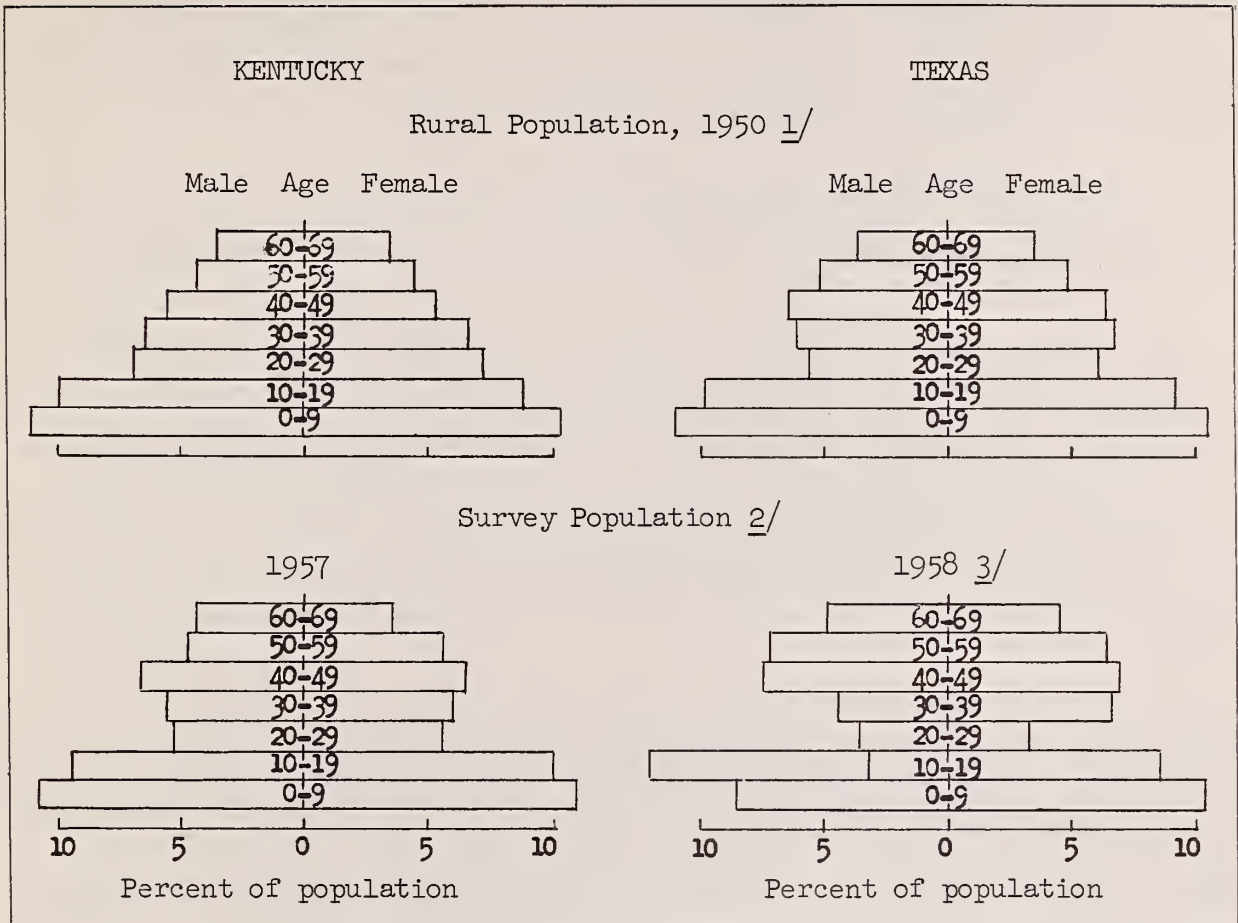 KENTUCKY TEXAS
Rural Population, 1950 1/
Male Age Female Male Age Female
60-69 60-69
50-59 50-59
40-49 40-49
30-39 30-39
20-29 20-29
10-19 10-19
0-9 0-9
Survey Population 2/
1957 1958 3/
60-69 60-69
50-59 50-59
40-49 40-49
30-39 30-39
20-29 20-29
10-19 10-19
0-9 0-9
10 5 0 5 10 10 5 0 5 10
Percent of population Percent of population